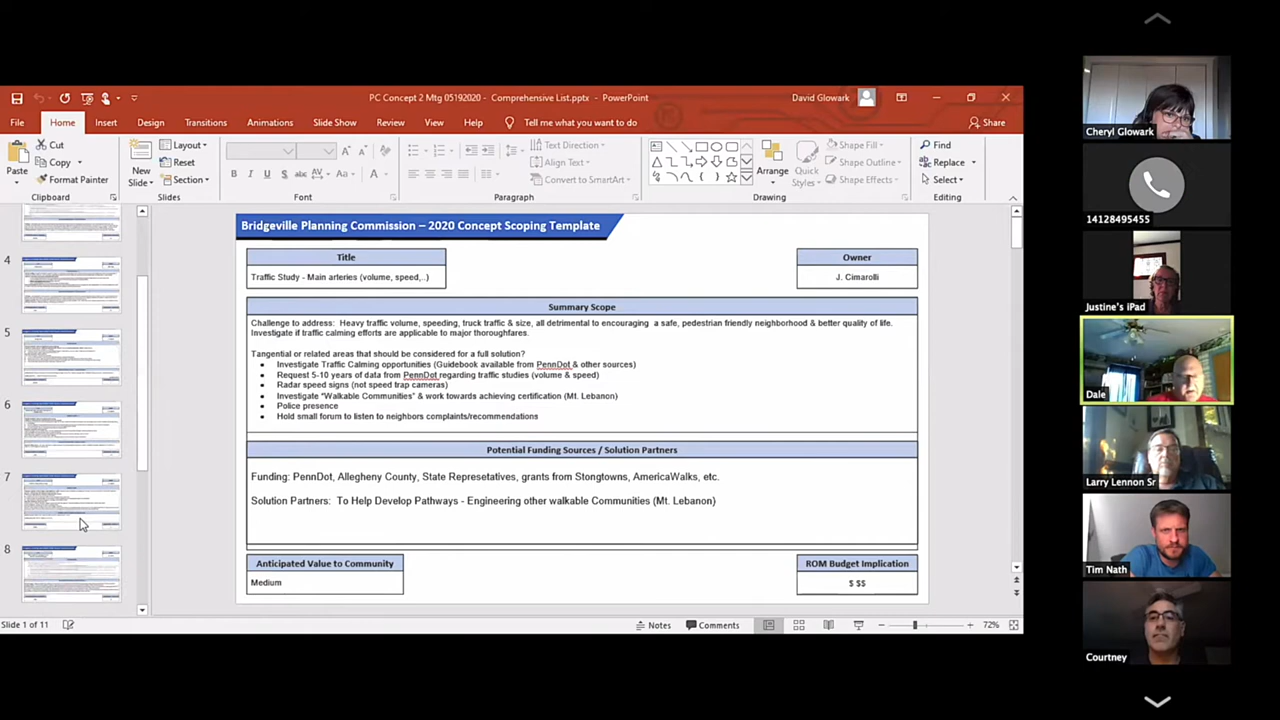 PC Concept 2 Mtg 05192020 - Comprehensive List.pptx - PowerPoint
David Glowark
File Home Insert Design Transitions Animations Slide Show Review View Help Tell me what you want to do Share
Paste
Cut
Copy
Format Painter
Clipboard
New Slide
Layout
Reset
Section
Slides
B I U S abc AV Aa A
Font
Text Direction
Align Text
Convert to SmartArt
Paragraph
Arrange
Quick Styles
Shape Fill
Shape Outline
Shape Effects
Drawing
Find
Replace
Select
Editing
4
5
6
7
8
Bridgeville Planning Commission – 2020 Concept Scoping Template
Title
Traffic Study - Main arteries (volume, speed,..)
Owner
J. Cimarolli
Summary Scope
Challenge to address: Heavy traffic volume, speeding, truck traffic & size, all detrimental to encouraging a safe, pedestrian friendly neighborhood & better quality of life.
Investigate if traffic calming efforts are applicable to major thoroughfares.
Tangential or related areas that should be considered for a full solution?
• Investigate Traffic Calming opportunities (Guidebook available from PennDot & other sources)
• Request 5-10 years of data from PennDot regarding traffic studies (volume & speed)
• Radar speed signs (not speed trap cameras)
• Investigate “Walkable Communities” & work towards achieving certification (Mt. Lebanon)
• Police presence
• Hold small forum to listen to neighbors complaints/recommendations
Potential Funding Sources / Solution Partners
Funding: PennDot, Allegheny County, State Representatves, grants from Stongtowns, AmericaWalks, etc.
Solution Partners: To Help Develop Pathways - Engineering other walkable Communities (Mt. Lebanon)
Anticipated Value to Community
Medium
ROM Budget Implication
$ $$
Slide 1 of 11
Notes
Comments
72%
Cheryl Glowark
14128495455
Justine's iPad
Dale
Larry Lennon Sr
Tim Nath
Courtney